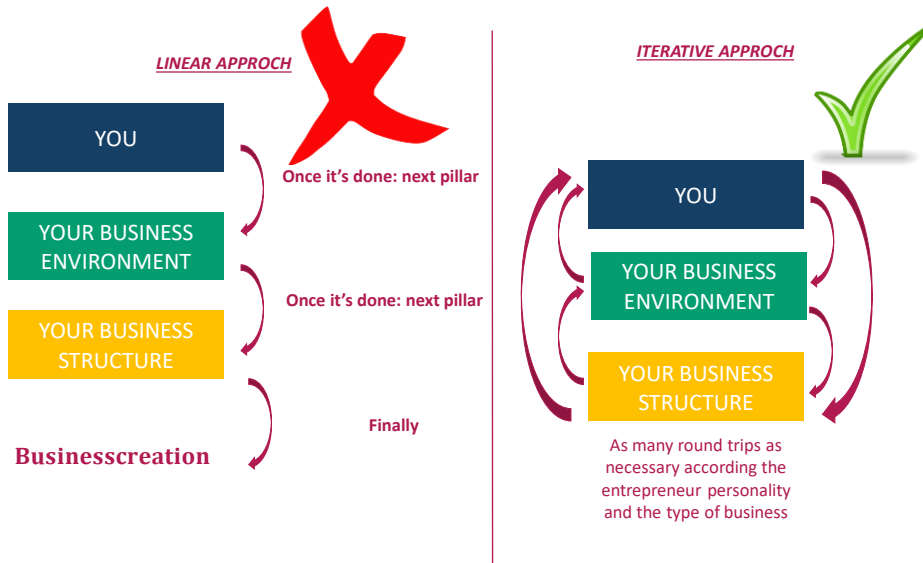 LINEAR APPROCH
YOU
Once it's done: next pillar
YOUR BUSINESS
ENVIRONMENT
Once it's done: next pillar
YOUR BUSINESS
STRUCTURE
Finally
Businesscreation
ITERATIVE APPROCH
YOU
YOUR BUSINESS
ENVIRONMENT
YOUR BUSINESS
STRUCTURE
As many round trips as
necessary according the
entrepreneur personality
and the type of business